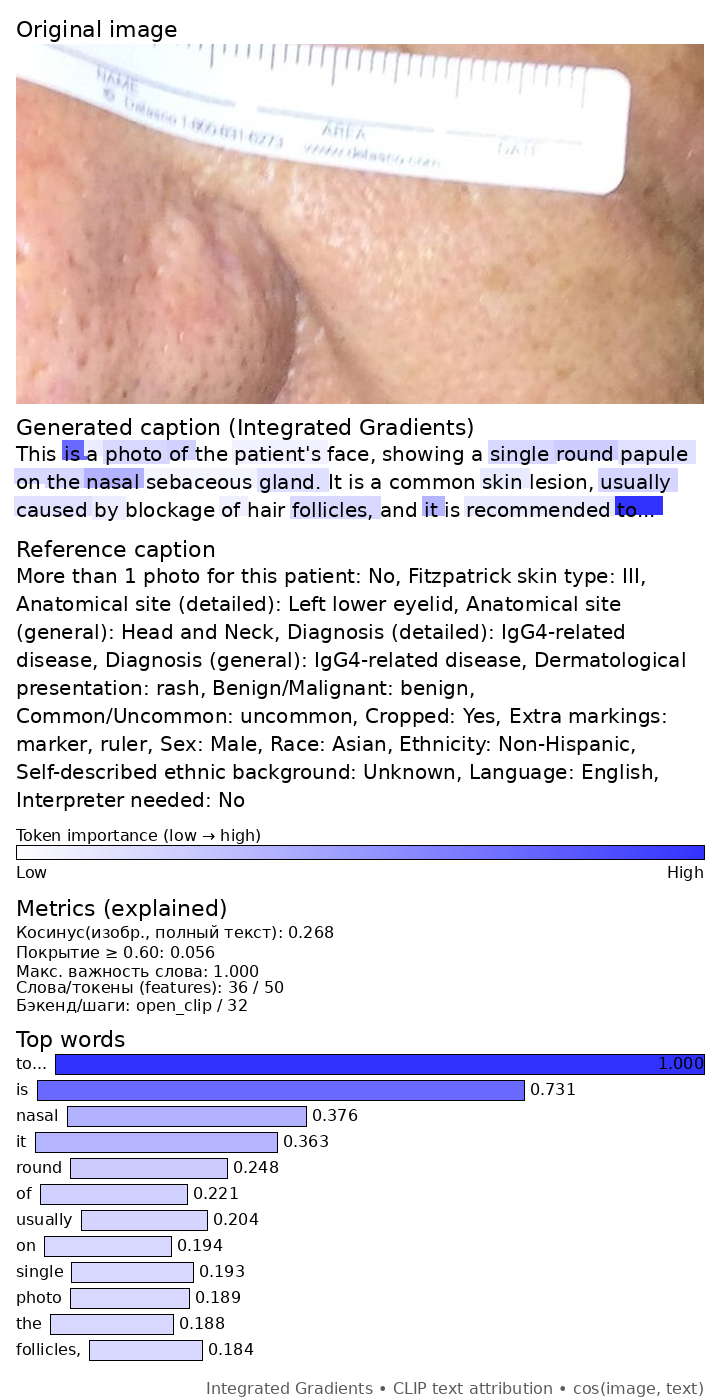 Original image
NAME
© Delasco 1-800-831-6273
AREA
www.delasco.com
DATE
Generated caption (Integrated Gradients)
This is a photo of the patient's face, showing a single round papule
on the nasal sebaceous gland. It is a common skin lesion, usually
caused by blockage of hair follicles, and it is recommended to...
Reference caption
More than 1 photo for this patient: No, Fitzpatrick skin type: III,
Anatomical site (detailed): Left lower eyelid, Anatomical site
(general): Head and Neck, Diagnosis (detailed): IgG4-related
disease, Diagnosis (general): IgG4-related disease, Dermatological
presentation: rash, Benign/Malignant: benign,
Common/Uncommon: uncommon, Cropped: Yes, Extra markings:
marker, ruler, Sex: Male, Race: Asian, Ethnicity: Non-Hispanic,
Self-described ethnic background: Unknown, Language: English,
Interpreter needed: No
Token importance (low → high)
Low High
Metrics (explained)
Косинус(изобр., полный текст): 0.268
Покрытие ≥ 0.60: 0.056
Макс. важность слова: 1.000
Слова/токены (features): 36 / 50
Бэкенд/шаги: open_clip / 32
Top words
to... 1.000
is 0.731
nasal 0.376
it 0.363
round 0.248
of 0.221
usually 0.204
on 0.194
single 0.193
photo 0.189
the 0.188
follicles, 0.184
Integrated Gradients • CLIP text attribution • cos(image, text)